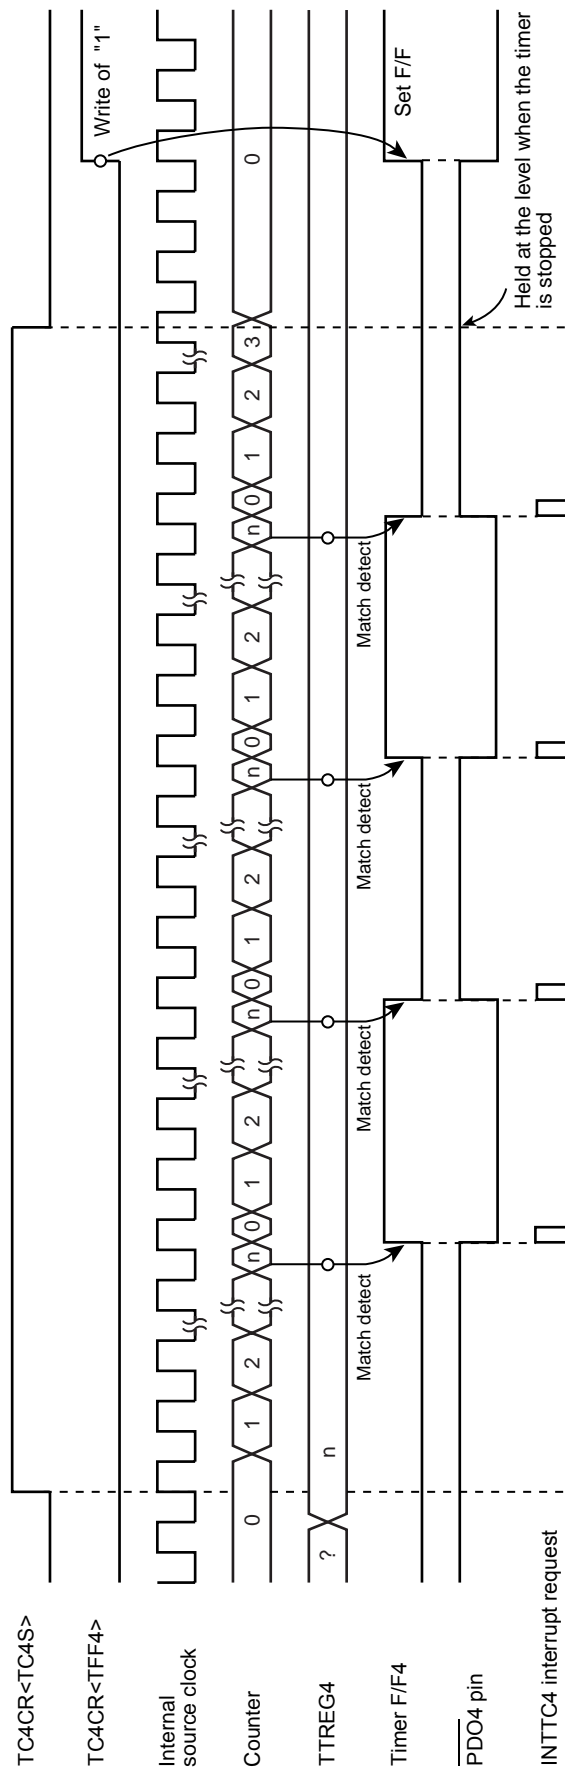 TC4CR<TC4S>
TC4CR<TFF4>
Write of "1"
Internal
source clock
Counter
0
1
2
n
0
1
2
n
0
1
2
n
0
1
2
n
0
1
2
3
0
TTREG4
?
n
Match detect
Match detect
Match detect
Match detect
Timer F/F4
Set F/F
PDO4 pin
Held at the level when the timer
is stopped
INTTC4 interrupt request